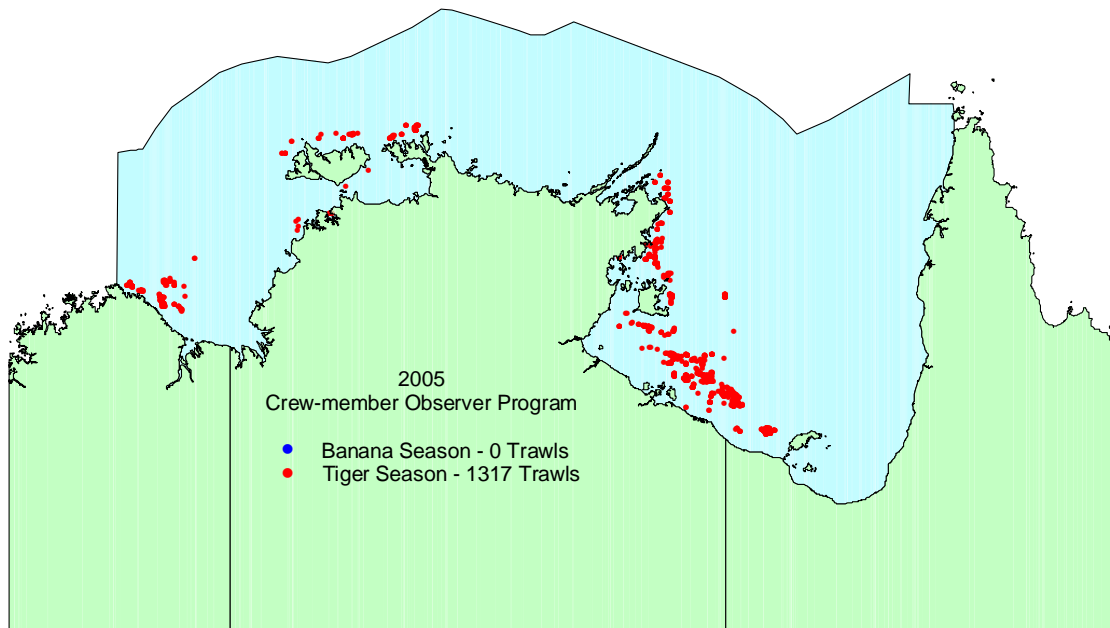 2005
Crew-member Observer Program
Banana Season - 0 Trawls
Tiger Season - 1317 Trawls